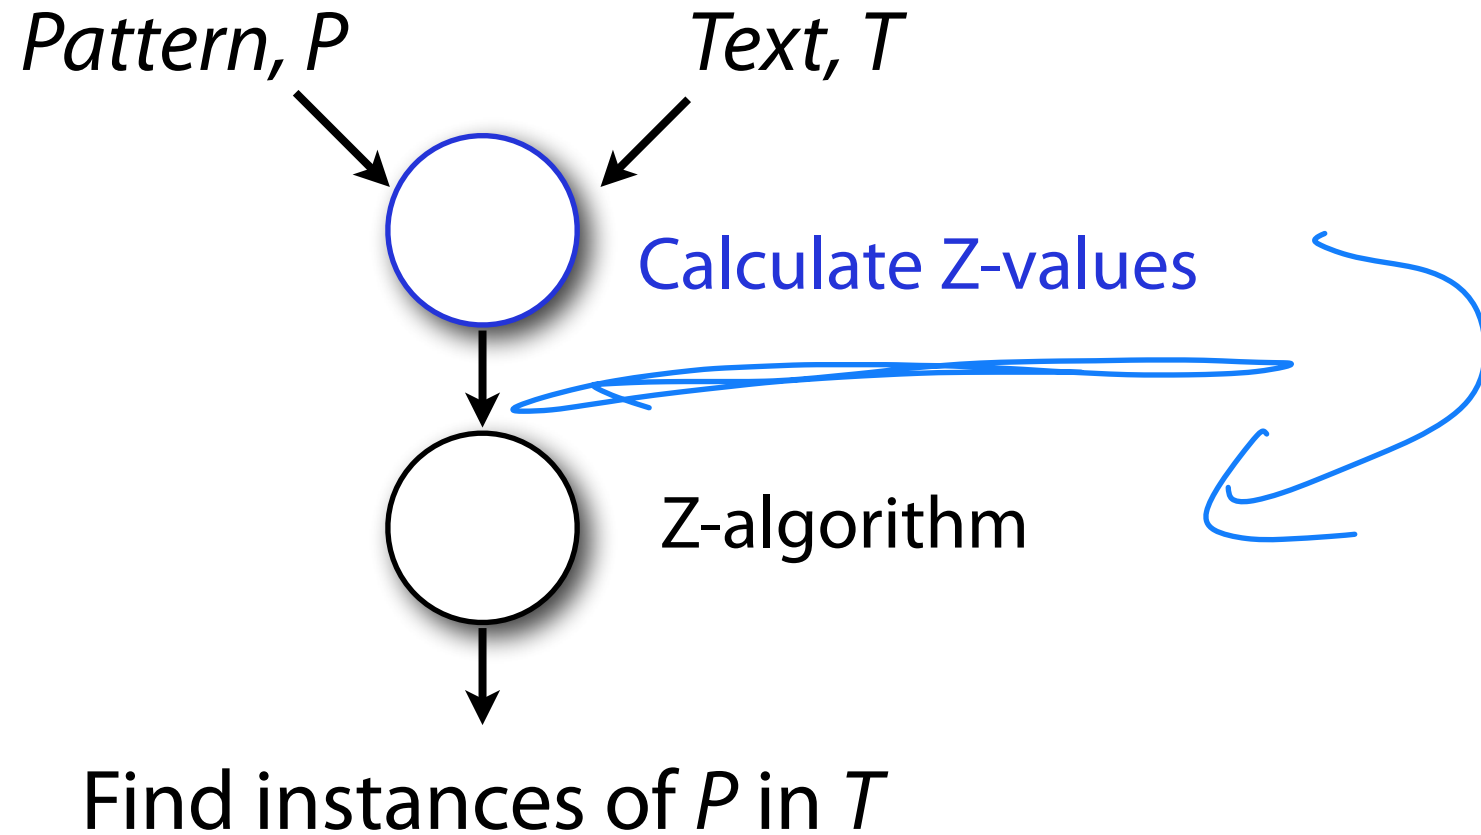 Pattern, P
Text, T
Calculate Z-values
Z-algorithm
Find instances of P in T